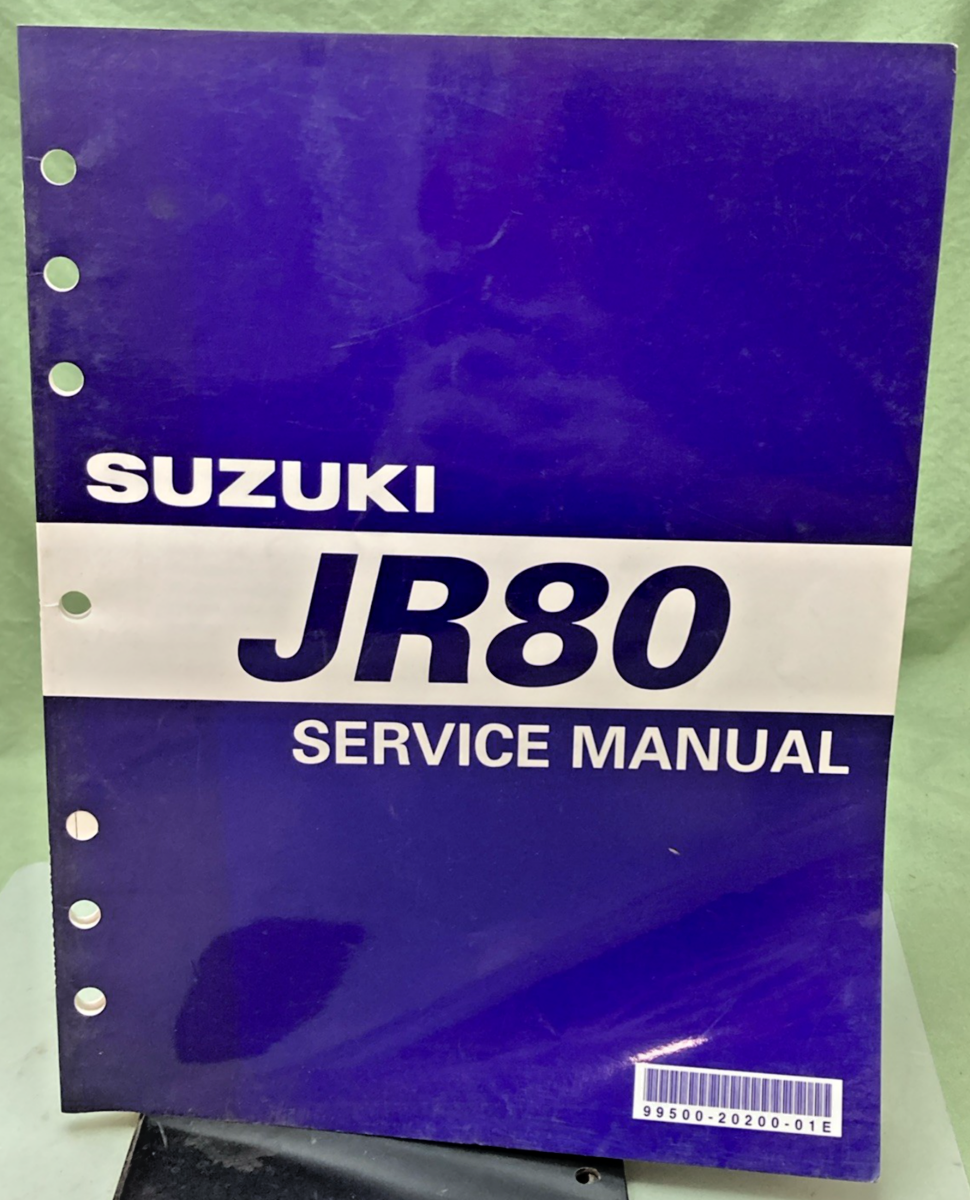 SUZUKI
JR80
SERVICE MANUAL
99500-20200-01E